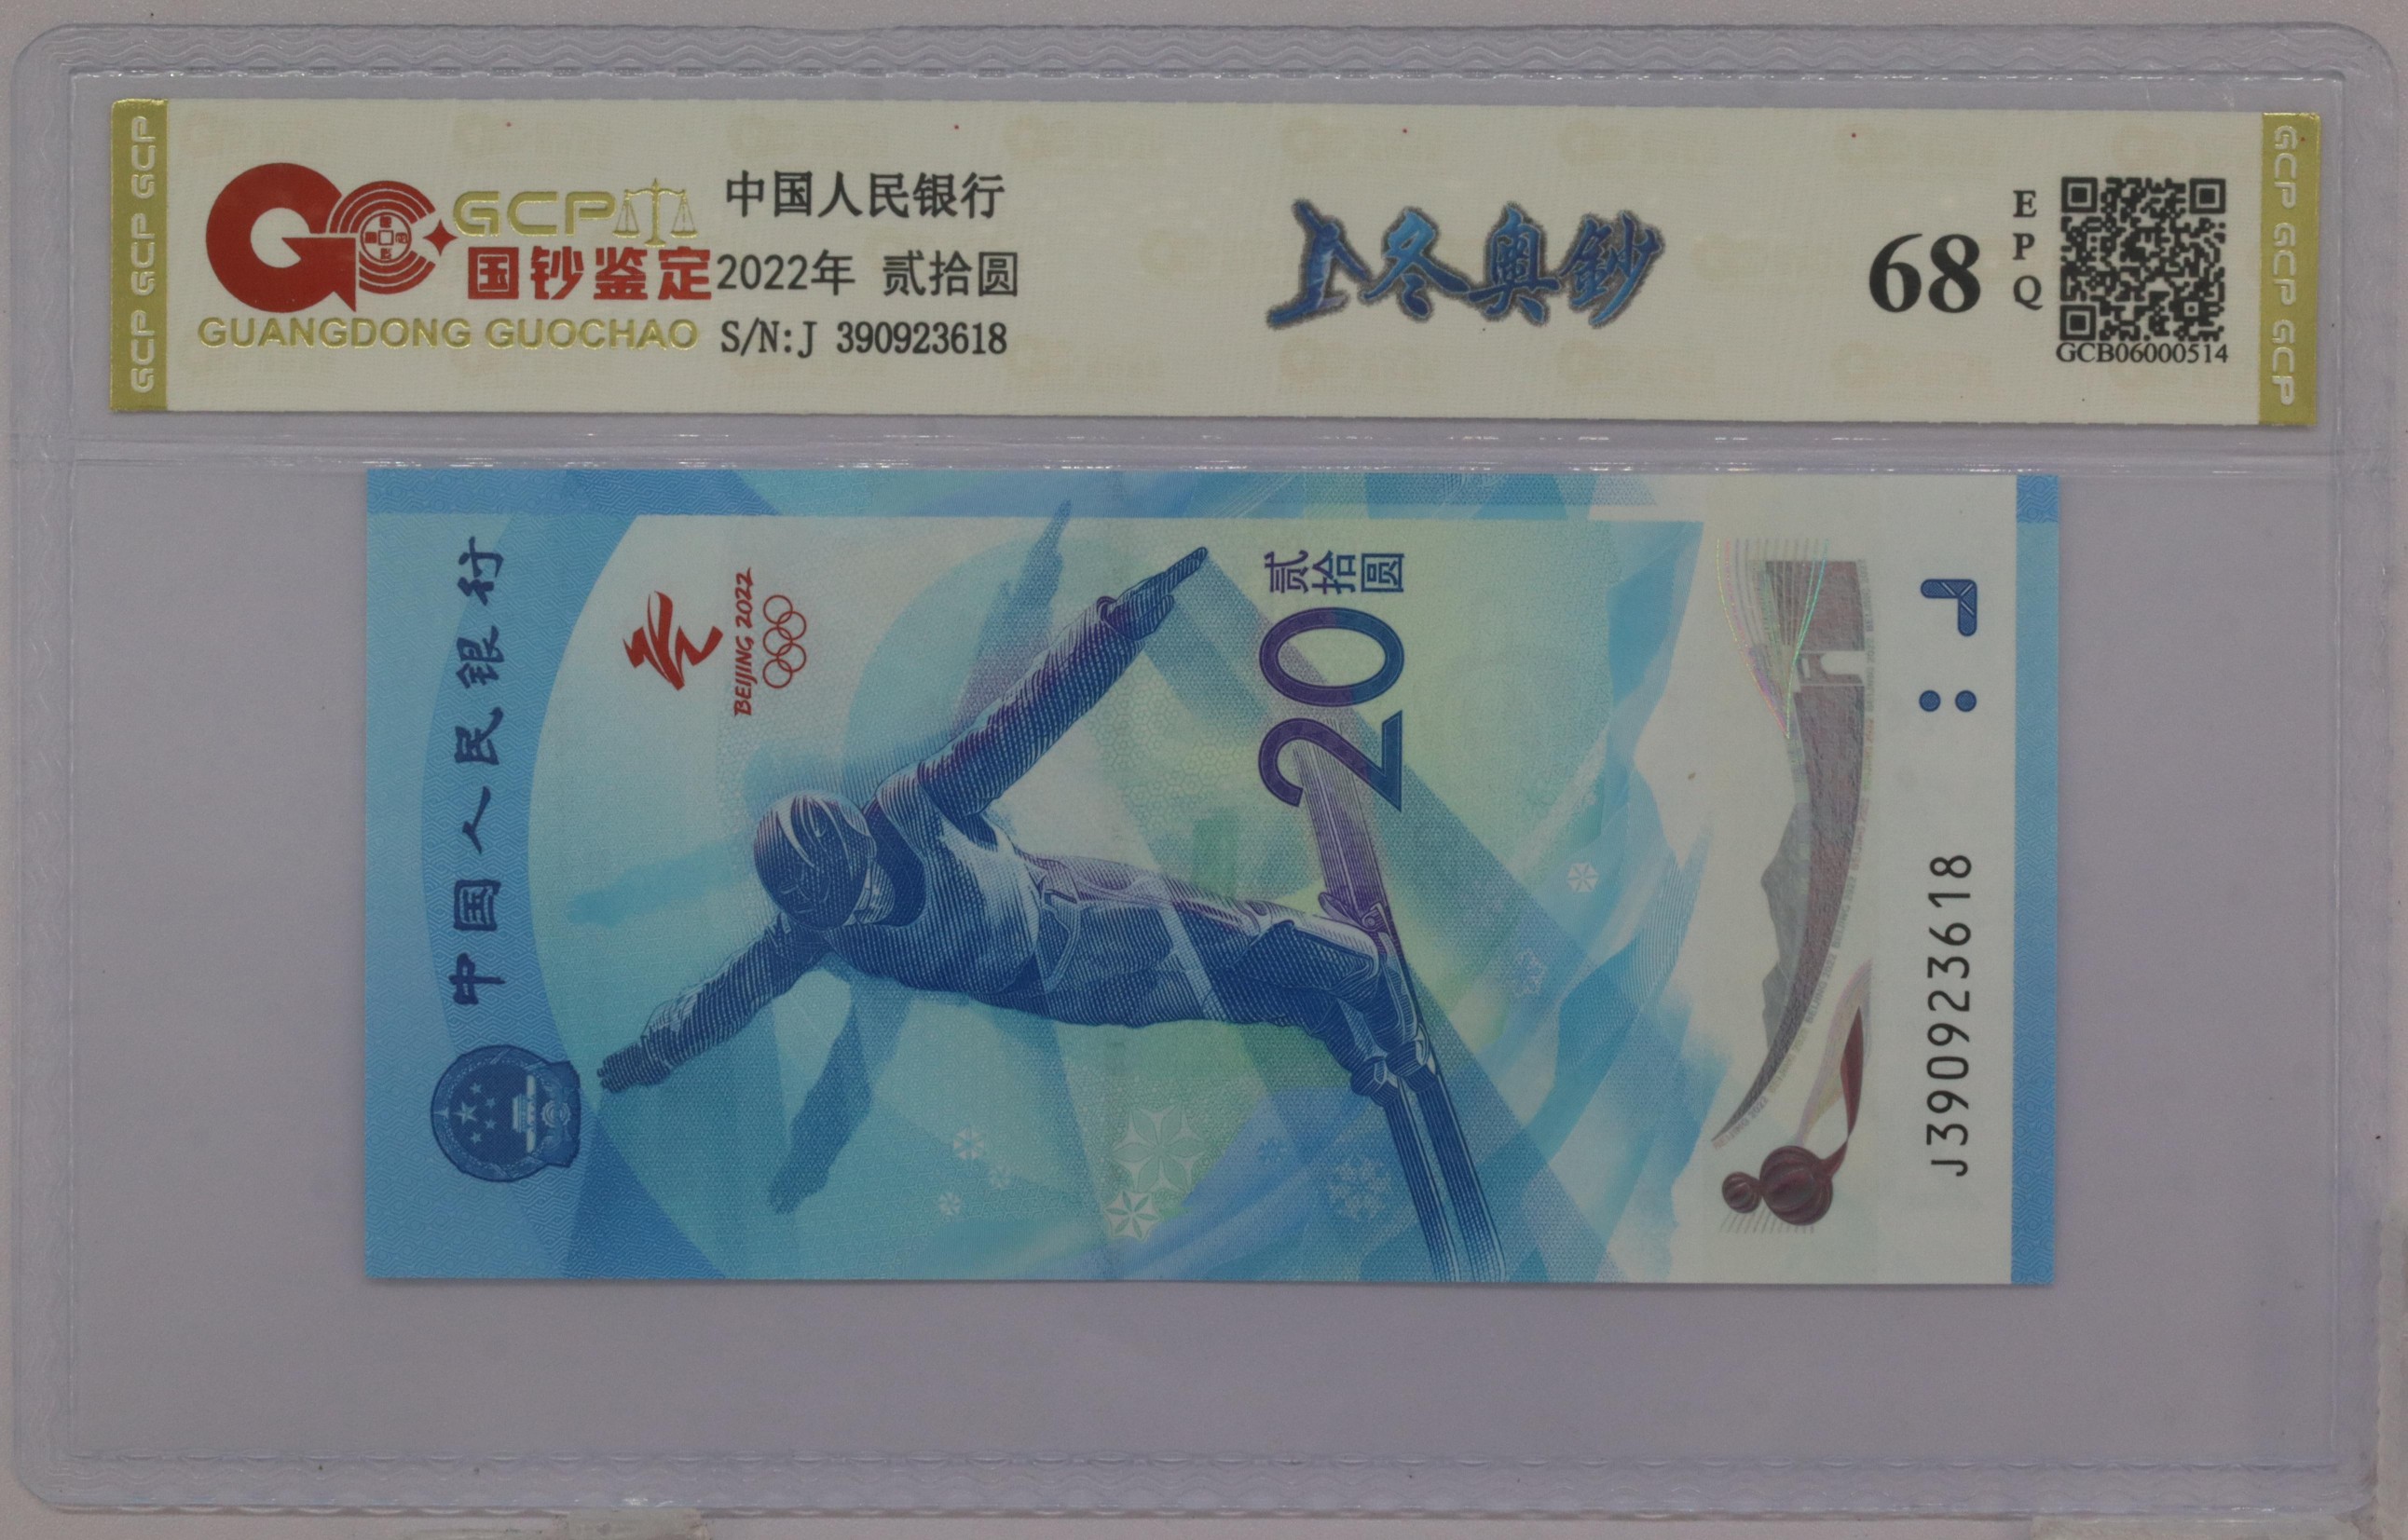 GCP GCP GCP
GCP
国钞鉴定
GUANGDONG GUOCHAO
中国人民银行
2022年 贰拾圆
S/N:J 390923618
冬奥鈔
68
EPQ
GCB06000514
GCP GCP GCP
中国人民银行
BEIJING 2022
贰拾圆
20
J390923618